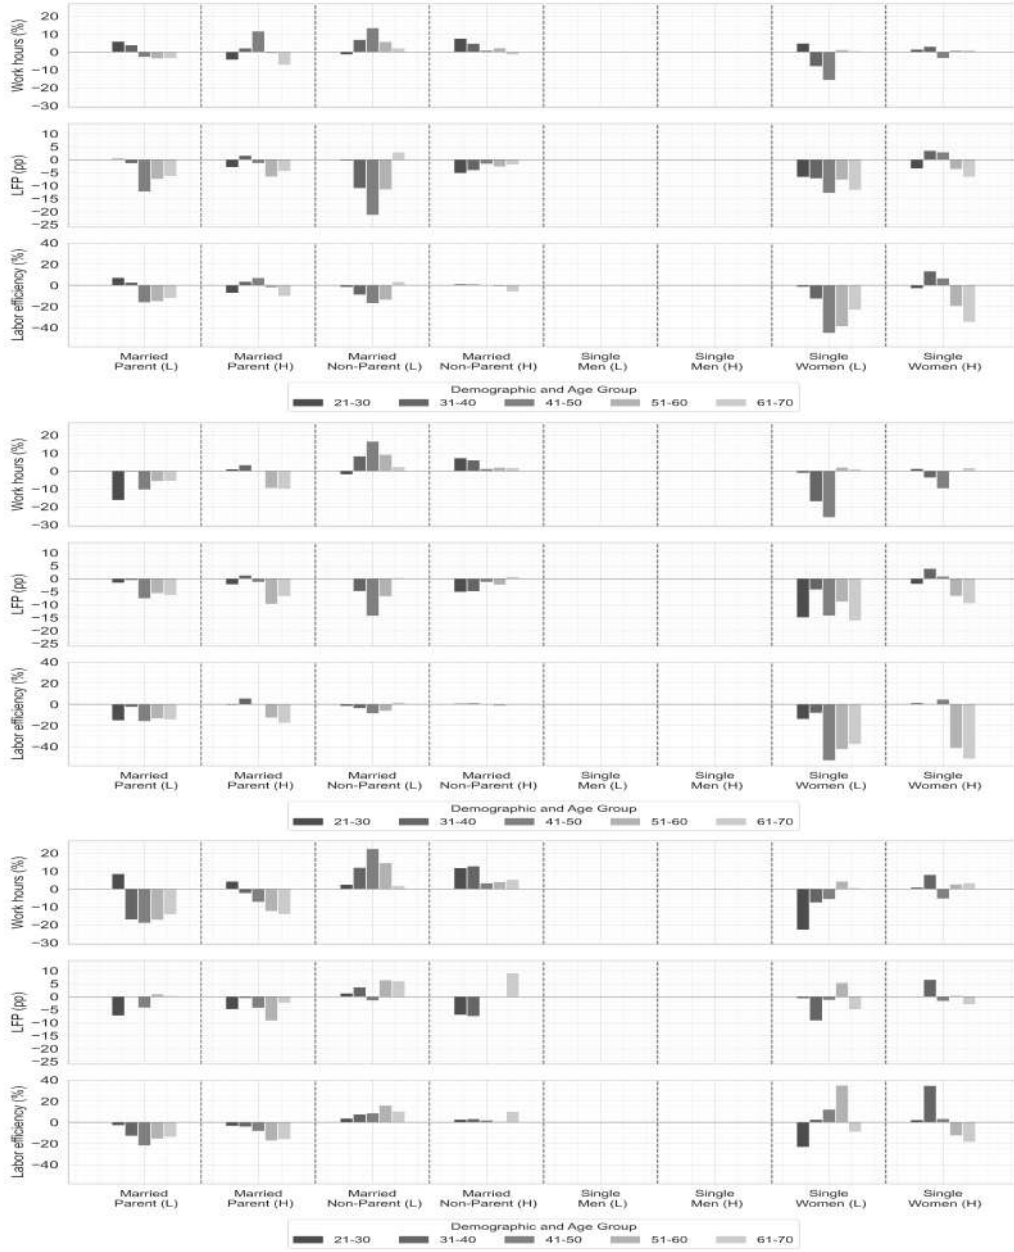 Work hours (%)
20
10
0
−10
−20
−30
LFP (pp)
10
5
0
−5
−10
−15
−20
−25
Labor efficiency (%)
40
20
0
−20
−40
Married Married Married Married Single Single Single Single
Parent (L) Parent (H) Non-Parent (L) Non-Parent (H) Men (L) Men (H) Women (L) Women (H)
Demographic and Age Group
21-30 31-40 41-50 51-60 61-70
Work hours (%)
20
10
0
−10
−20
−30
LFP (pp)
10
5
0
−5
−10
−15
−20
−25
Labor efficiency (%)
40
20
0
−20
−40
Married Married Married Married Single Single Single Single
Parent (L) Parent (H) Non-Parent (L) Non-Parent (H) Men (L) Men (H) Women (L) Women (H)
Demographic and Age Group
21-30 31-40 41-50 51-60 61-70
Work hours (%)
20
10
0
−10
−20
−30
LFP (pp)
10
5
0
−5
−10
−15
−20
−25
Labor efficiency (%)
40
20
0
−20
−40
Married Married Married Married Single Single Single Single
Parent (L) Parent (H) Non-Parent (L) Non-Parent (H) Men (L) Men (H) Women (L) Women (H)
Demographic and Age Group
21-30 31-40 41-50 51-60 61-70